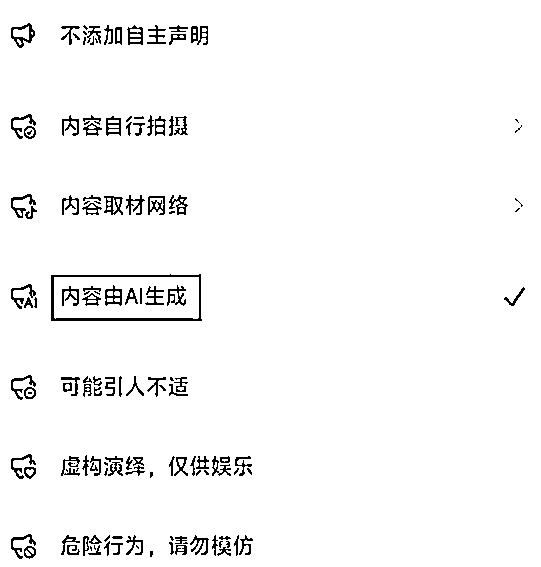 不添加自主声明
内容自行拍摄
内容取材网络
内容由AI生成
可能引人不适
虚构演绎，仅供娱乐
危险行为，请勿模仿